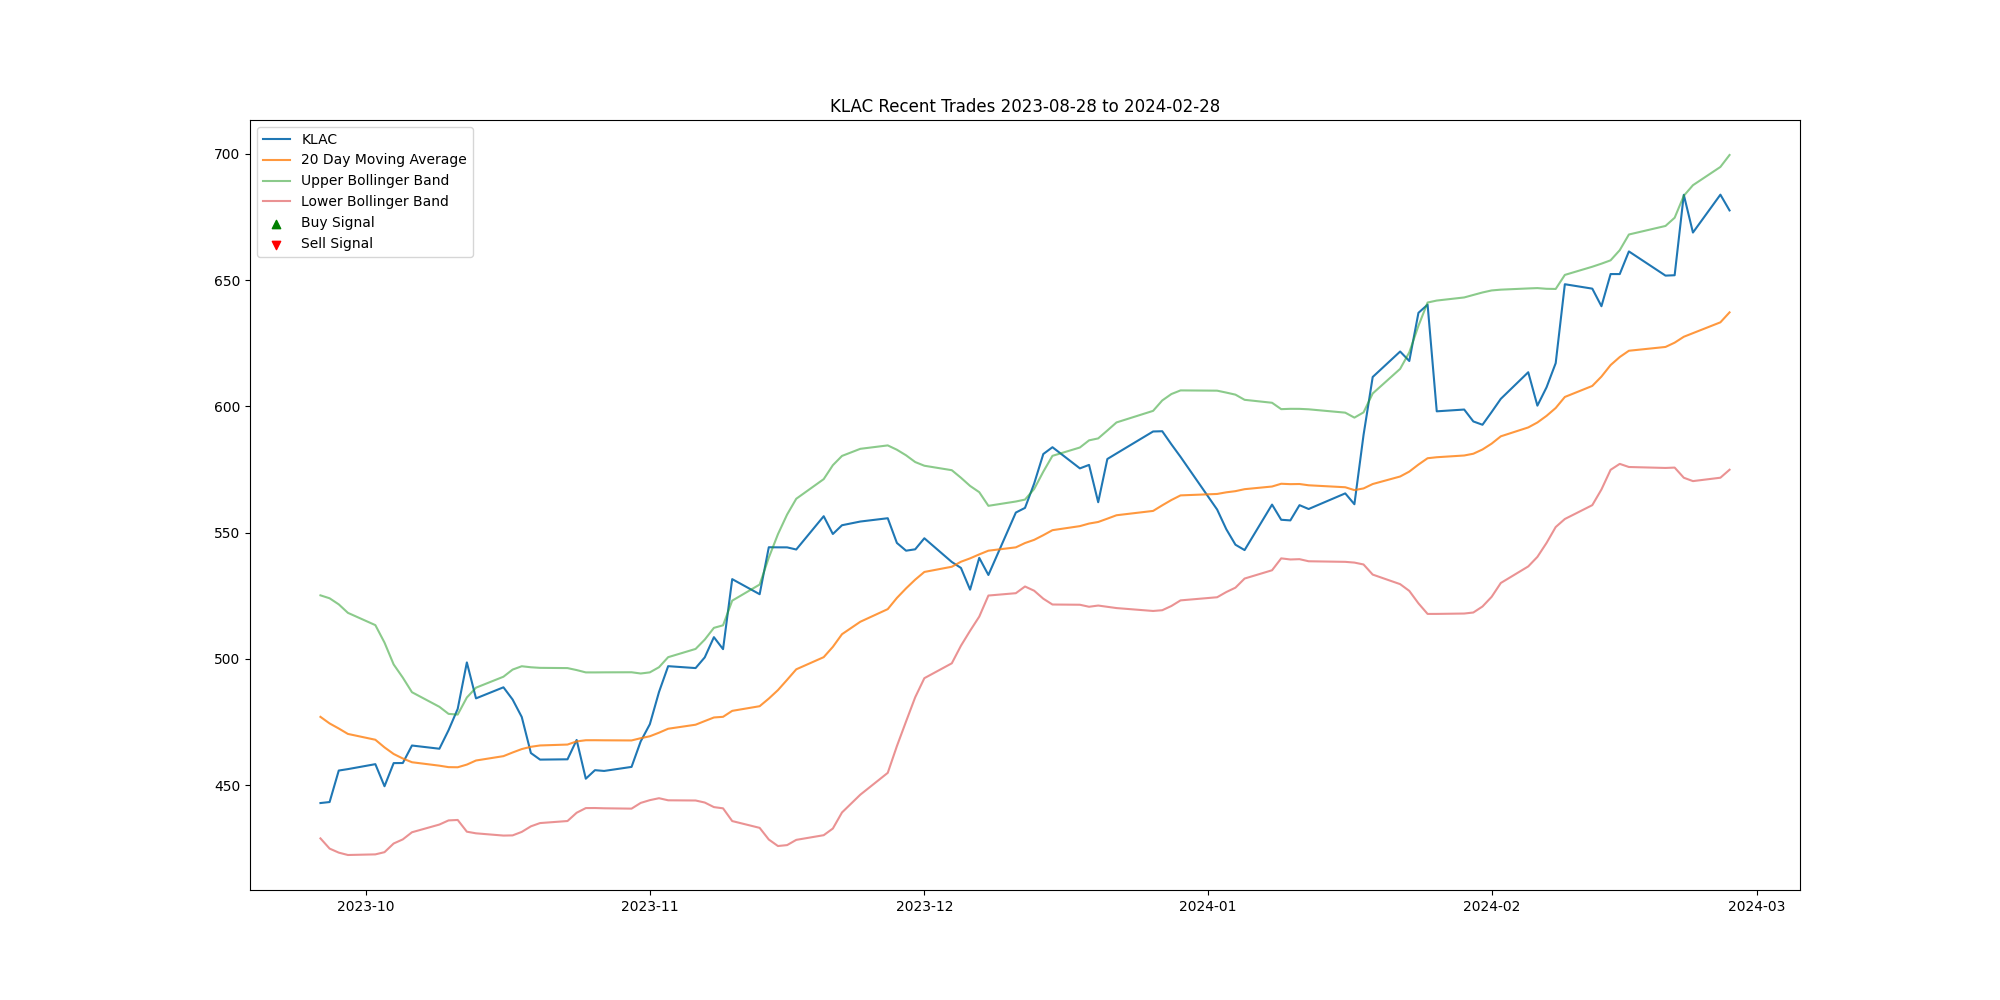 KLAC Recent Trades 2023-08-28 to 2024-02-28
KLAC
20 Day Moving Average
Upper Bollinger Band
Lower Bollinger Band
Buy Signal
Sell Signal
700
650
600
550
500
450
2023-10
2023-11
2023-12
2024-01
2024-02
2024-03